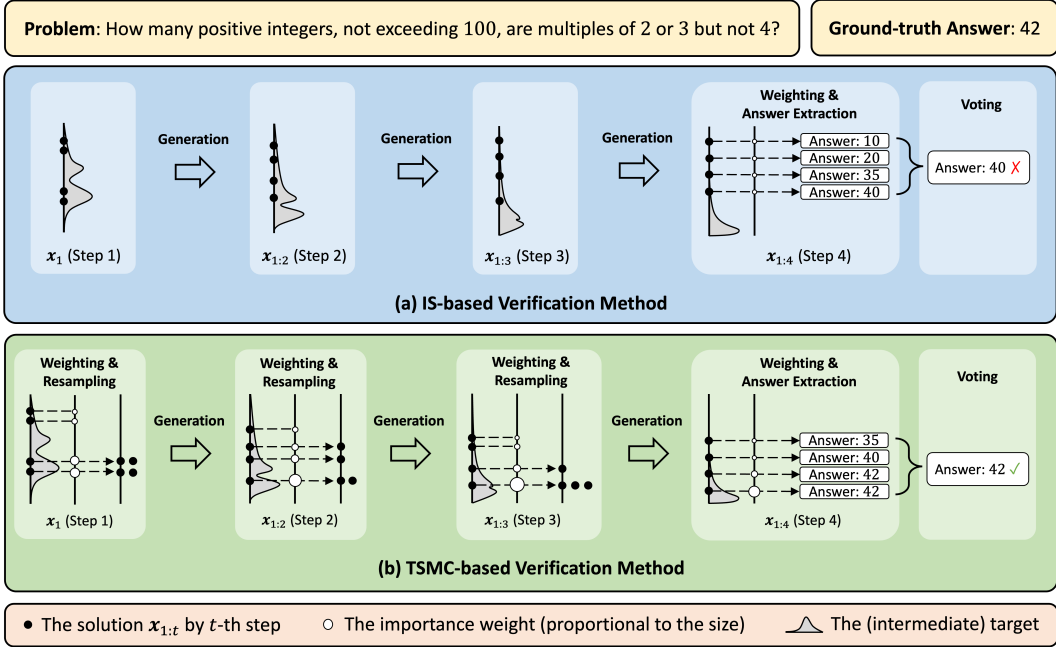 Problem: How many positive integers, not exceeding 100, are multiples of 2 or 3 but not 4?
Ground-truth Answer: 42
Generation
Generation
Generation
Weighting &
Answer Extraction
Voting
Answer: 10
Answer: 20
Answer: 35
Answer: 40
Answer: 40 ✗
x₁ (Step 1)
x₁:₂ (Step 2)
x₁:₃ (Step 3)
x₁:₄ (Step 4)
(a) IS-based Verification Method
Weighting &
Resampling
Generation
Weighting &
Resampling
Generation
Weighting &
Resampling
Generation
Weighting &
Answer Extraction
Voting
Answer: 35
Answer: 40
Answer: 42
Answer: 42
Answer: 42 ✓
x₁ (Step 1)
x₁:₂ (Step 2)
x₁:₃ (Step 3)
x₁:₄ (Step 4)
(b) TSMC-based Verification Method
The solution x₁:ₜ by t-th step
The importance weight (proportional to the size)
The (intermediate) target